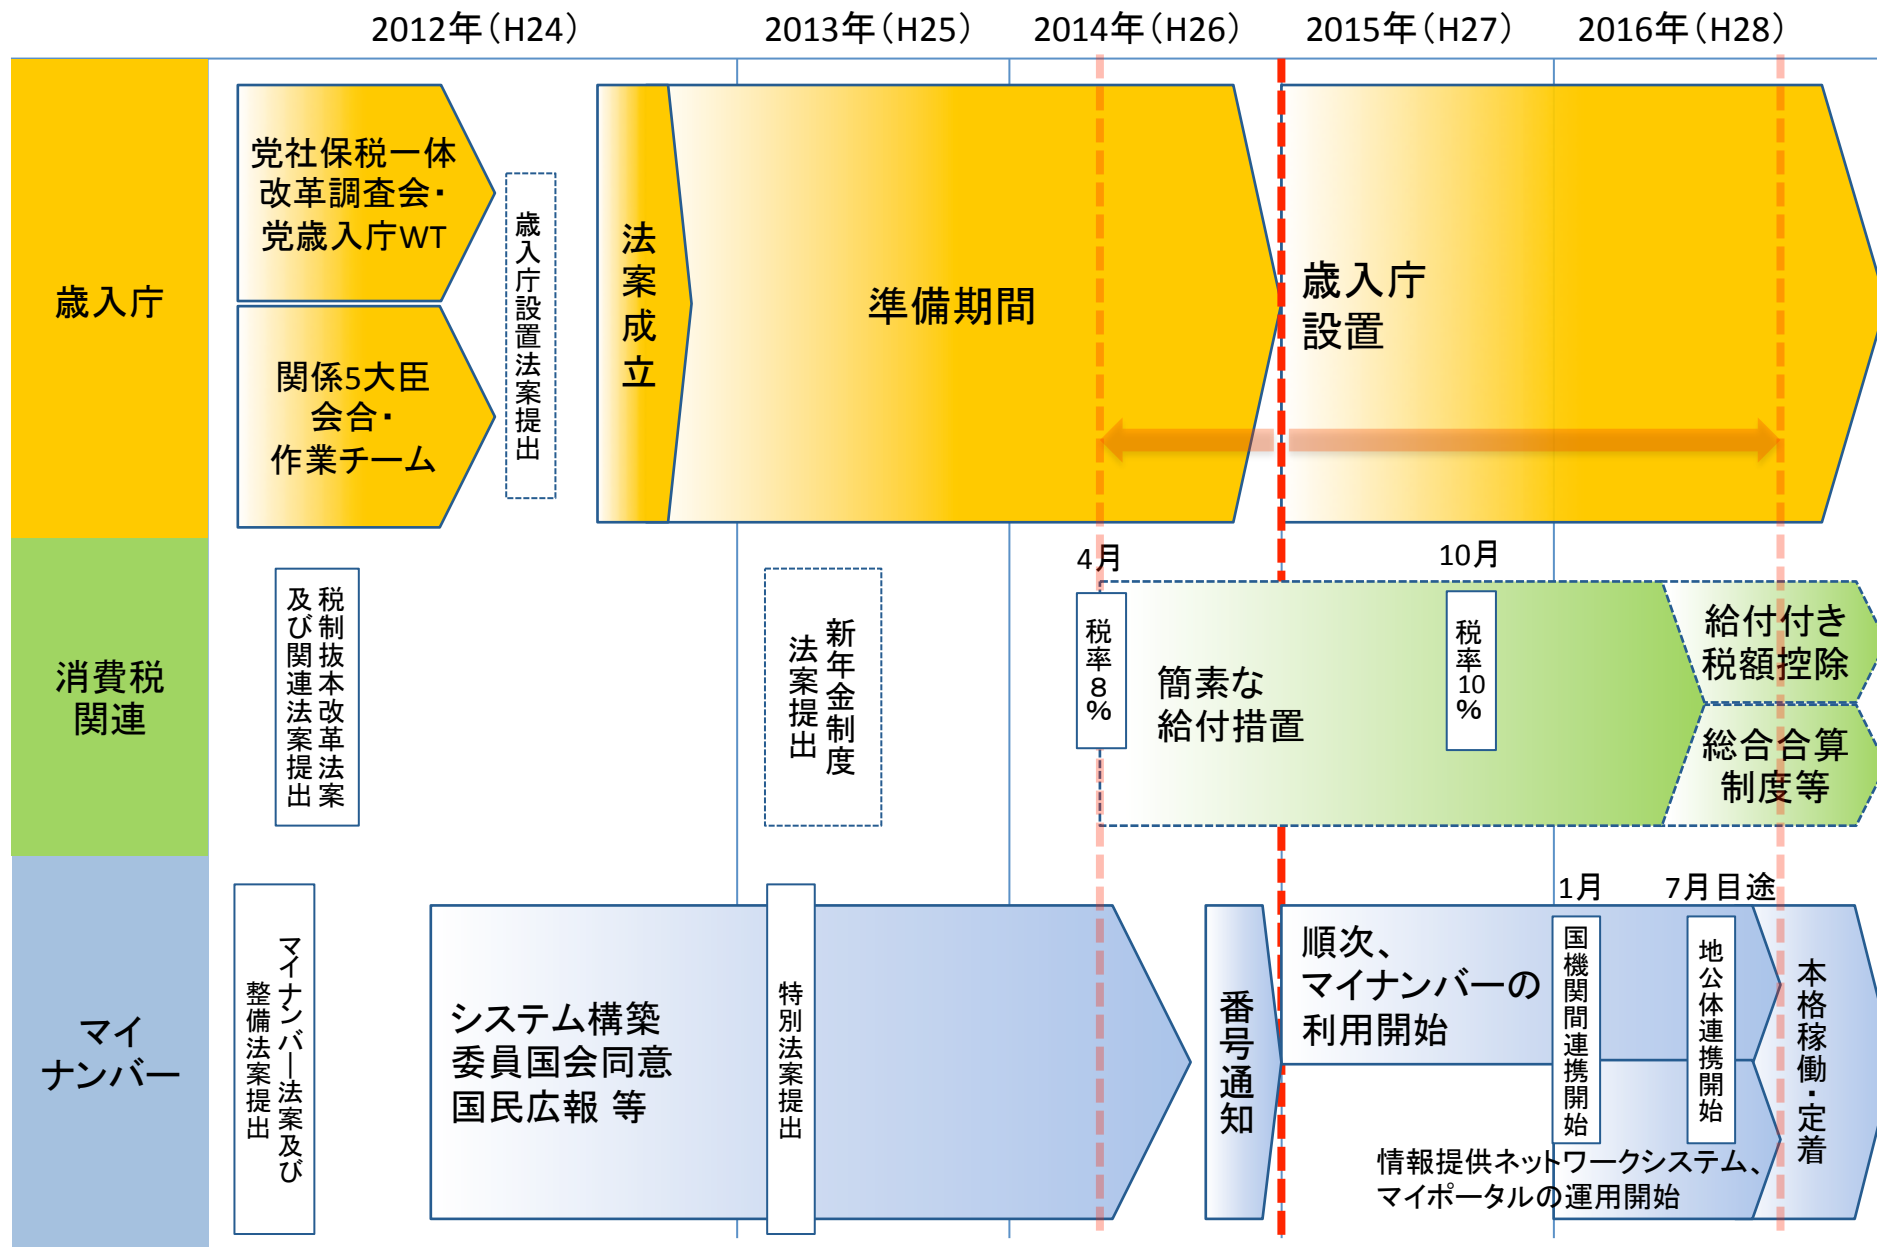 2012年（H24）
2013年（H25）
2014年（H26）
2015年（H27）
2016年（H28）
歳入庁
党社保税一体
改革調査会・
党歳入庁WT
関係5大臣
会合・
作業チーム
歳入庁設置法案提出
法案成立
準備期間
歳入庁
設置
消費税
関連
税制抜本改革法案
及び関連法案提出
新年金制度
法案提出
4月
税率8%
簡素な
給付措置
10月
税率10%
給付付き
税額控除
総合合算
制度等
マイ
ナンバー
マイナンバー法案及び
整備法案提出
システム構築
委員国会同意
国民広報 等
特別法案提出
番号通知
順次、
マイナンバーの
利用開始
1月
国機関間連携開始
7月目途
地公体連携開始
情報提供ネットワークシステム、
マイポータルの運用開始
本格稼働・定着